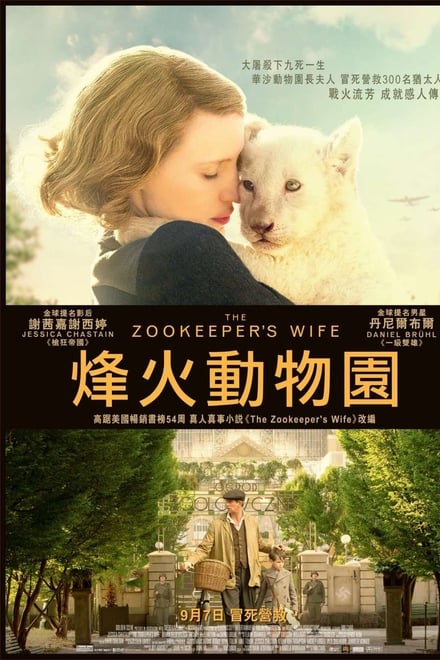 大屠殺下九死一生
華沙動物園長夫人 冒死營救300名猶太人
戰火流芳 成就感人傳
金球提名影后
謝茜嘉謝西婷
JESSICA CHASTAIN
《槍狂帝國》
THE
ZOOKEEPER'S WIFE
金球提名男星
丹尼爾布爾
DANIEL BRÜHL
《一級雙雄》
烽火動物園
高踞美國暢銷書榜54周 真人真事小說《The Zookeeper's Wife》改編
OGRÓD
9月7日 冒死營救